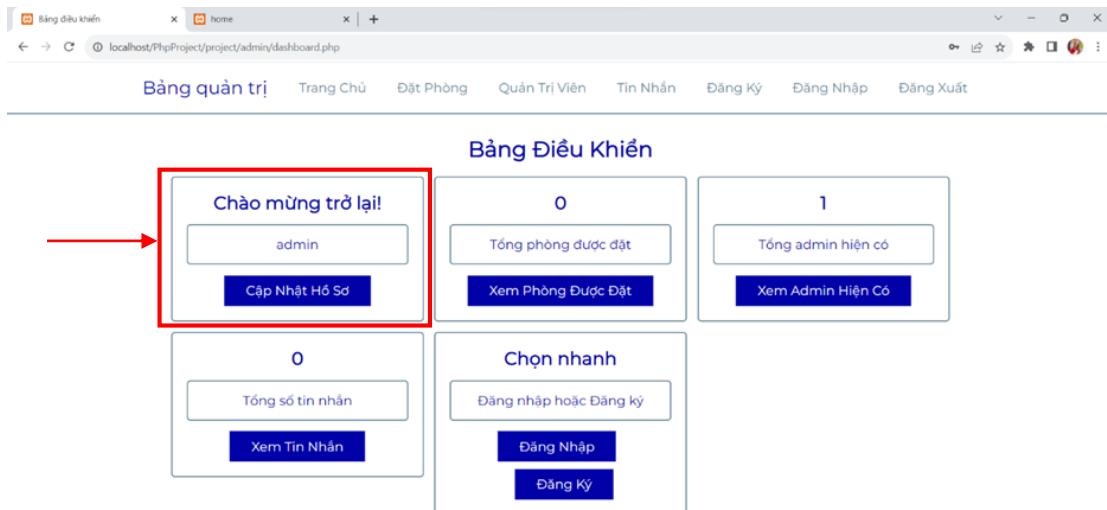 Bảng điều khiển
home
localhost/PhpProject/project/admin/dashboard.php
Bảng quản trị Trang Chủ Đặt Phòng Quản Trị Viên Tin Nhắn Đăng Ký Đăng Nhập Đăng Xuất
Bảng Điều Khiển
Chào mừng trở lại!
admin
Cập Nhật Hồ Sơ
0
Tổng phòng được đặt
Xem Phòng Được Đặt
1
Tổng admin hiện có
Xem Admin Hiện Có
0
Tổng số tin nhắn
Xem Tin Nhắn
Chọn nhanh
Đăng nhập hoặc Đăng ký
Đăng Nhập
Đăng Ký